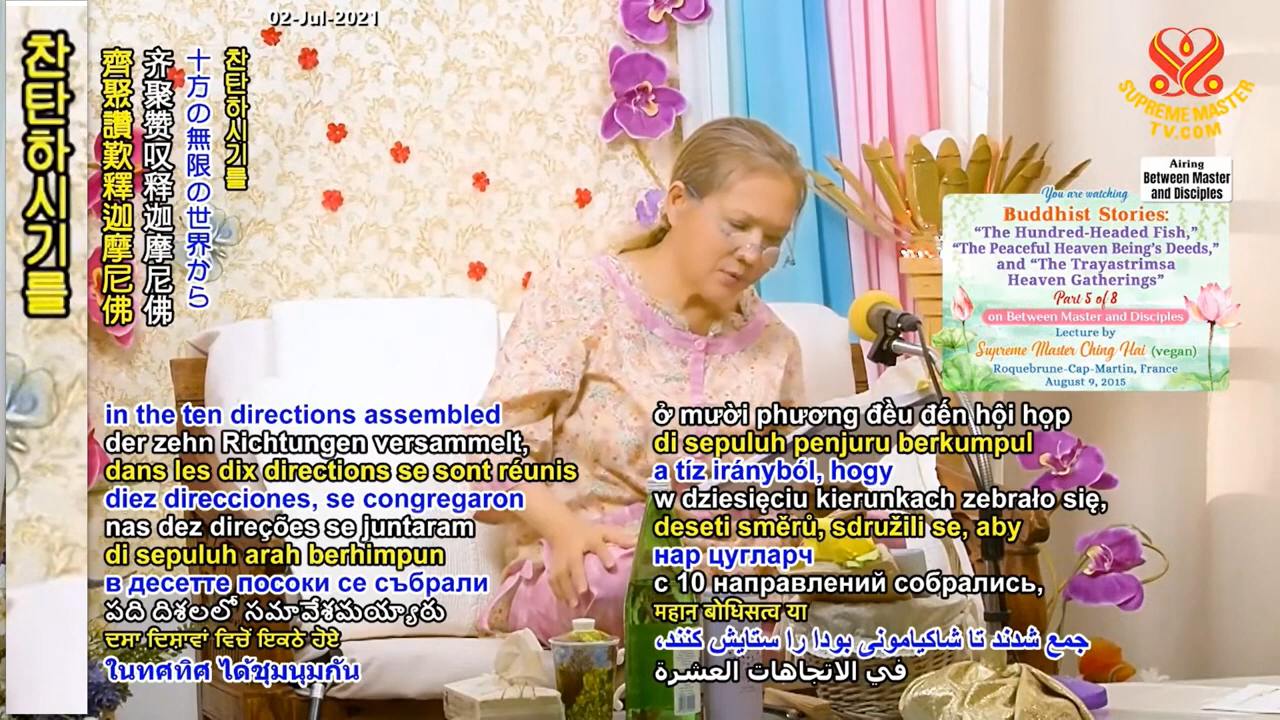 02-Jul-2021
찬탄하시기를
찬탄하시기를
十方の無限の世界から
齐聚赞叹释迦摩尼佛
齊聚讚歎釋迦摩尼佛
SUPREME MASTER
TV.COM
Airing
Between Master
and Disciples
You are watching
Buddhist Stories:
“The Hundred-Headed Fish,”
“The Peaceful Heaven Being’s Deeds,”
and “The Trayastrimsa
Heaven Gatherings”
Part 5 of 8
on Between Master and Disciples
Lecture by
Supreme Master Ching Hai (vegan)
Roquebrune-Cap-Martin, France
August 9, 2015
in the ten directions assembled
der zehn Richtungen versammelt,
dans les dix directions se sont réunis
diez direcciones, se congregaron
nas dez direções se juntaram
di sepuluh arah berhimpun
в десетте посоки се събрали
పది దిశలలో సమావేశమయ్యారు
ਦਸਾ ਦਿਸ਼ਾਵਾਂ ਵਿਚੋਂ ਇਕਠੇ ਹੋਏ
ในทศทิศ ได้ชุมนุมกัน
ở mười phương đều đến hội họp
di sepuluh penjuru berkumpul
a tíz irányból, hogy
w dziesięciu kierunkach zebrało się,
deseti směrů, sdružili se, aby
нар цугларч
с 10 направлений собрались,
महान बोधिसत्व या
جمع شدند تا شاکیامونی بودا را ستایش کنند،
في الاتجاهات العشرة